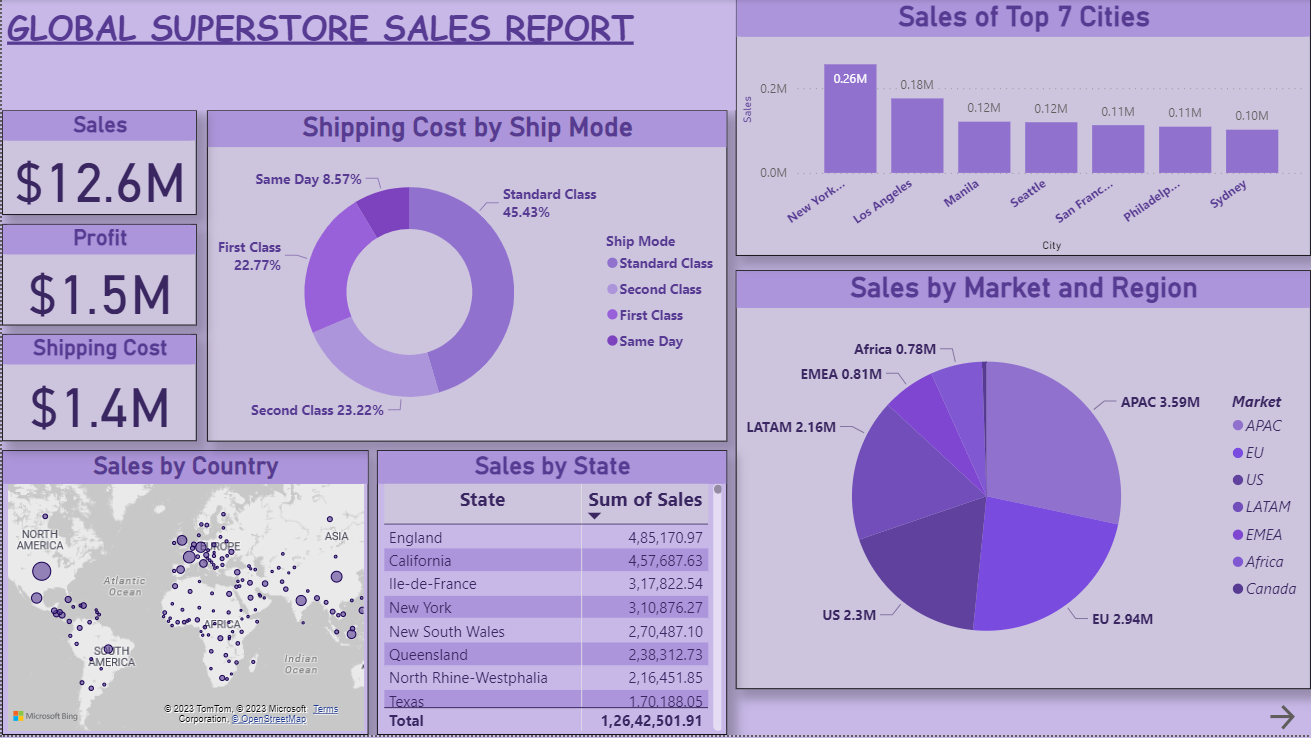 GLOBAL SUPERSTORE SALES REPORT
Sales
$12.6M
Profit
$1.5M
Shipping Cost
$1.4M
Shipping Cost by Ship Mode
Same Day 8.57%
Standard Class
45.43%
First Class
22.77%
Second Class 23.22%
Ship Mode
Standard Class
Second Class
First Class
Same Day
Sales of Top 7 Cities
Sales
0.2M
0.0M
0.26M
0.18M
0.12M
0.12M
0.11M
0.11M
0.10M
New York...
Los Angeles
Manila
Seattle
San Franc...
Philadelp...
Sydney
City
Sales by Country
NORTH
AMERICA
EUROPE
ASIA
Atlantic
Ocean
AFRICA
SOUTH
AMERICA
Indian
Ocean
Microsoft Bing
© 2023 TomTom, © 2023 Microsoft Terms
Corporation, © OpenStreetMap
Sales by State
State Sum of Sales
England 4,85,170.97
California 4,57,687.63
Ile-de-France 3,17,822.54
New York 3,10,876.27
New South Wales 2,70,487.10
Queensland 2,38,312.73
North Rhine-Westphalia 2,16,451.85
Texas 1,70,188.05
Total 1,26,42,501.91
Sales by Market and Region
Africa 0.78M
EMEA 0.81M
LATAM 2.16M
APAC 3.59M
US 2.3M
EU 2.94M
Market
APAC
EU
US
LATAM
EMEA
Africa
Canada